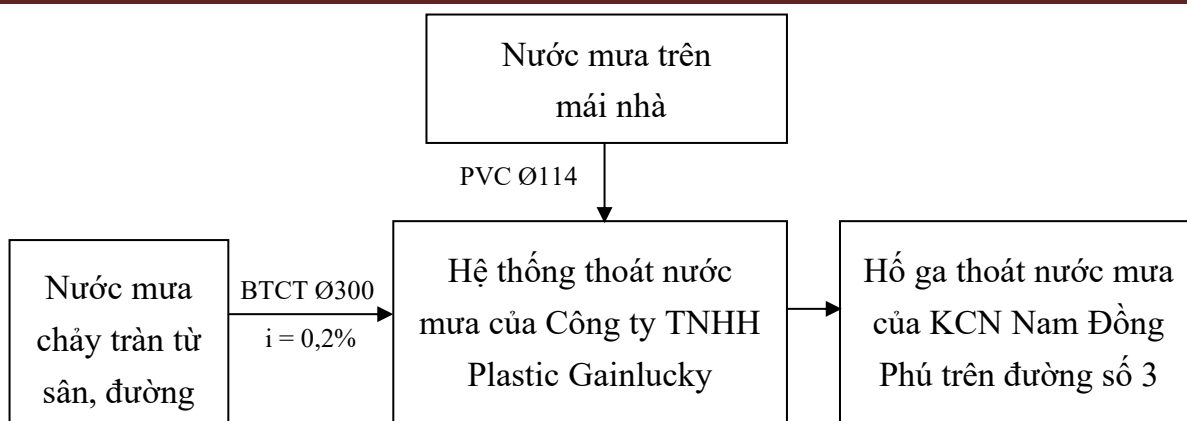 Nước mưa trên
mái nhà
PVC Ø114
Nước mưa
chảy tràn từ
sân, đường
BTCT Ø300
i = 0,2%
Hệ thống thoát nước
mưa của Công ty TNHH
Plastic Gainlucky
Hố ga thoát nước mưa
của KCN Nam Đồng
Phú trên đường số 3